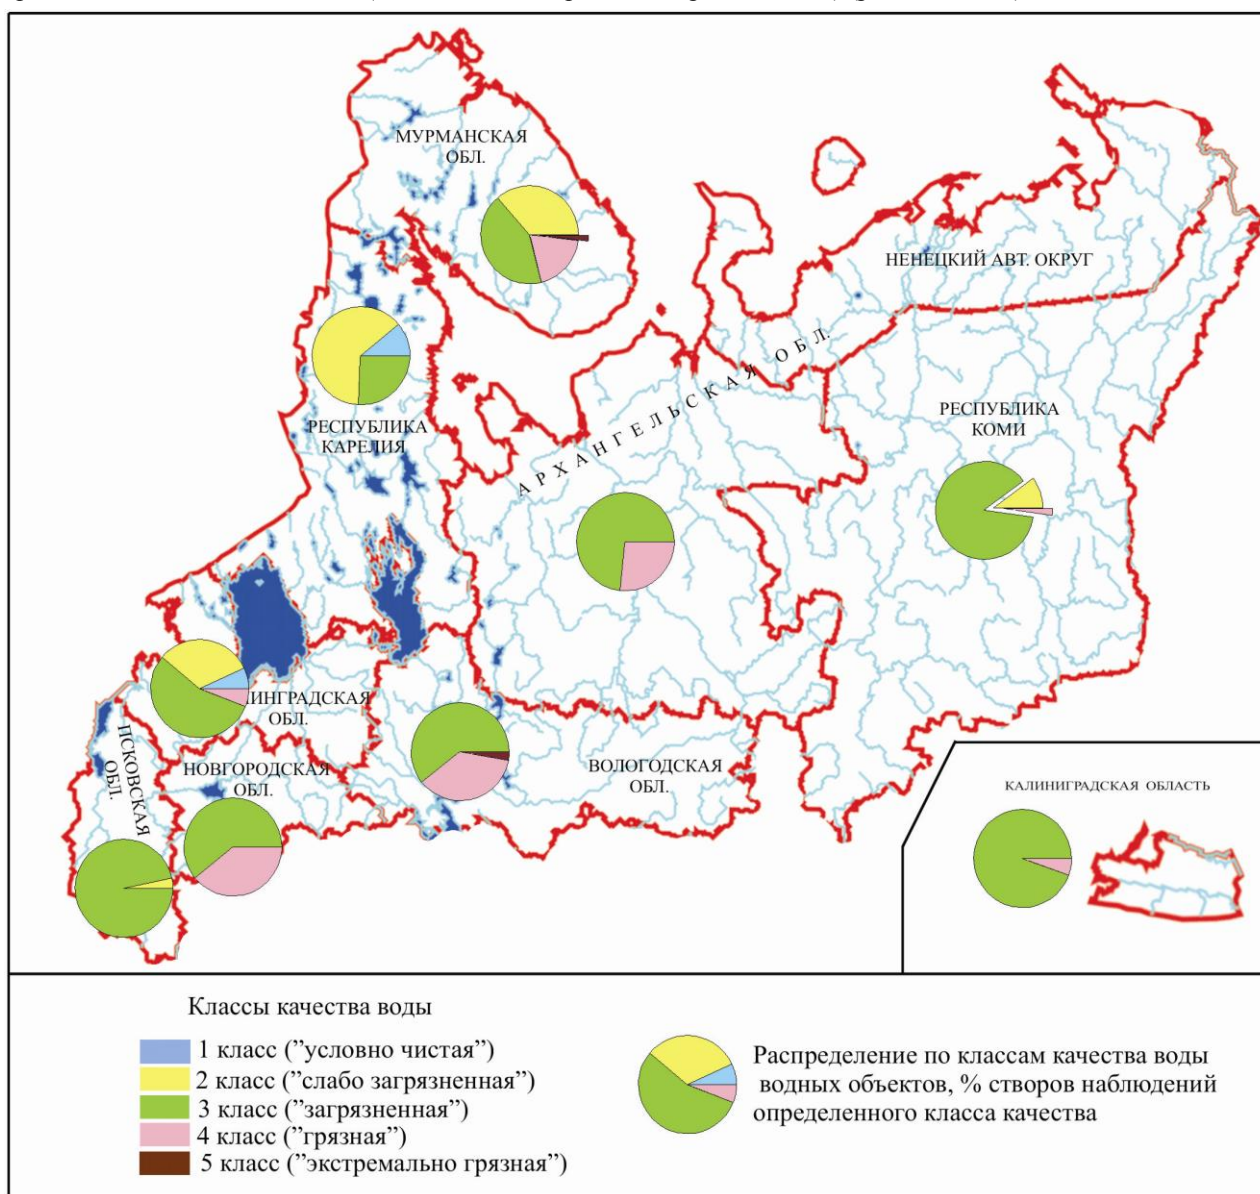 МУРМАНСКАЯ
ОБЛ.
НЕНЕЦКИЙ АВТ. ОКРУГ
АРХАНГЕЛЬСКАЯ ОБЛ.
РЕСПУБЛИКА
КОМИ
РЕСПУБЛИКА
КАРЕЛИЯ
ИНГРАДСКАЯ
ОБЛ.
ПСКОВСКАЯ
ОБЛ.
НОВГОРОДСКАЯ
ОБЛ.
ВОЛОГОДСКАЯ
ОБЛ.
КАЛИНИГРАДСКАЯ ОБЛАСТЬ
Классы качества воды
1 класс ("условно чистая")
2 класс ("слабо загрязненная")
3 класс ("загрязненная")
4 класс ("грязная")
5 класс ("экстремально грязная")
Распределение по классам качества воды
водных объектов, % створов наблюдений
определенного класса качества